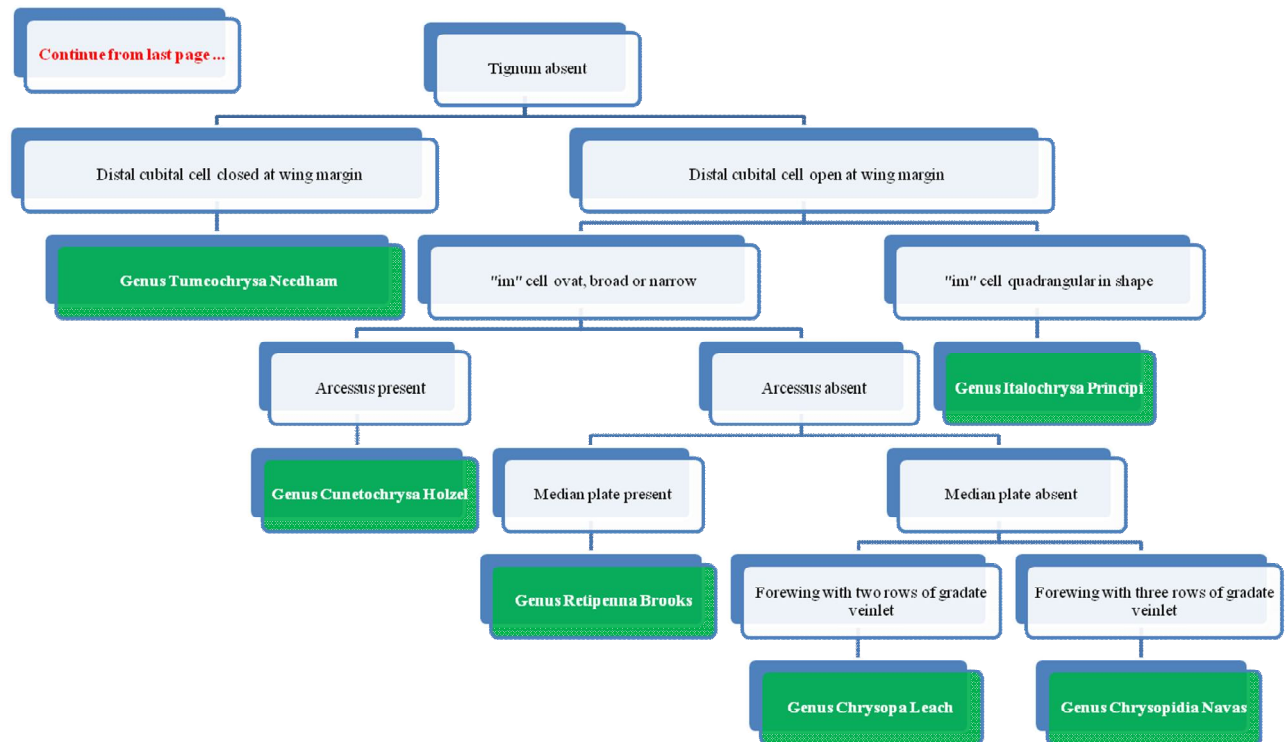 Continue from last page ...
Tignum absent
Distal cubital cell closed at wing margin
Distal cubital cell open at wing margin
Genus Tumeochrysa Needham
"im" cell ovat, broad or narrow
"im" cell quadrangular in shape
Arcessus present
Arcessus absent
Genus Italochrysa Principi
Genus Cunctochrysa Holzel
Median plate present
Median plate absent
Genus Retipenna Brooks
Forewing with two rows of gradate
veinlet
Forewing with three rows of gradate
veinlet
Genus Chrysopa Leach
Genus Chrysopidia Navas